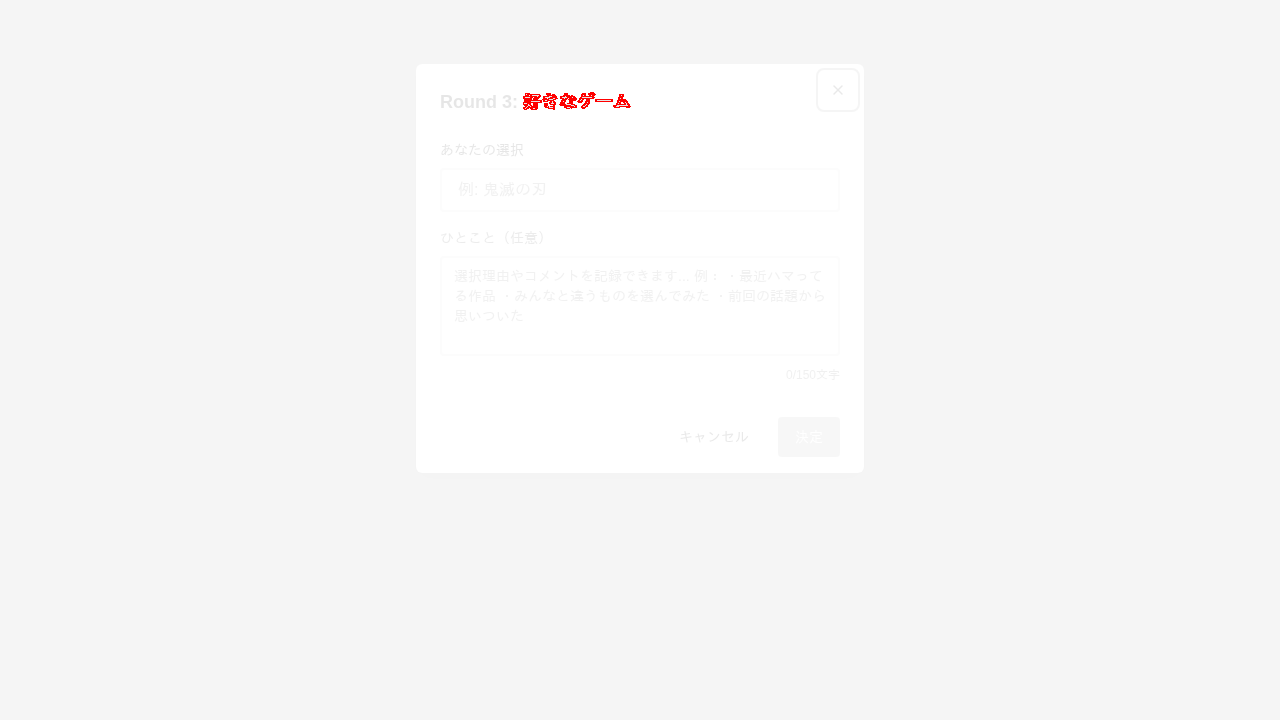 Round 3: 好きなゲーム
×
あなたの選択
例: 鬼滅の刃
ひとこと（任意）
選択理由やコメントを記録できます... 例： ・最近ハマって
る作品 ・みんなと違うものを選んでみた ・前回の話題から
思いついた
0/150文字
キャンセル
決定